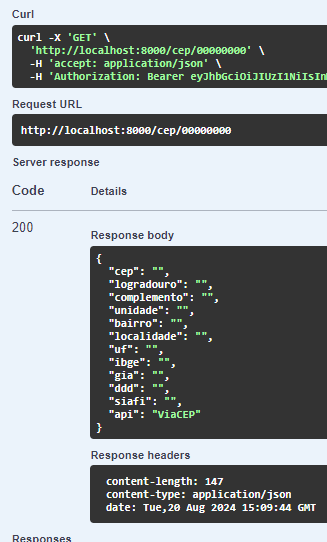 Curl
curl -X 'GET' \
'http://localhost:8000/cep/00000000' \
-H 'accept: application/json' \
-H 'Authorization: Bearer eyJhbGciOiJIUzI1NiIsIn
Request URL
http://localhost:8000/cep/00000000
Server response
Code Details
200
Response body
{
"cep": "",
"logradouro": "",
"complemento": "",
"unidade": "",
"bairro": "",
"localidade": "",
"uf": "",
"ibge": "",
"gia": "",
"ddd": "",
"siafi": "",
"api": "ViaCEP"
}
Response headers
content-length: 147
content-type: application/json
date: Tue,20 Aug 2024 15:09:44 GMT
Responses